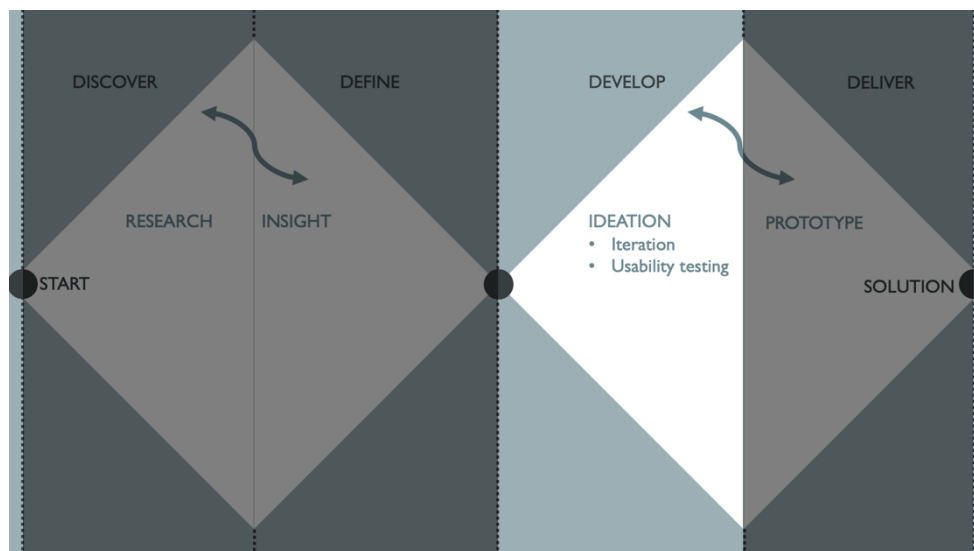 DISCOVER
DEFINE
DEVELOP
DELIVER
RESEARCH
INSIGHT
IDEATION
• Iteration
• Usability testing
PROTOTYPE
START
SOLUTION